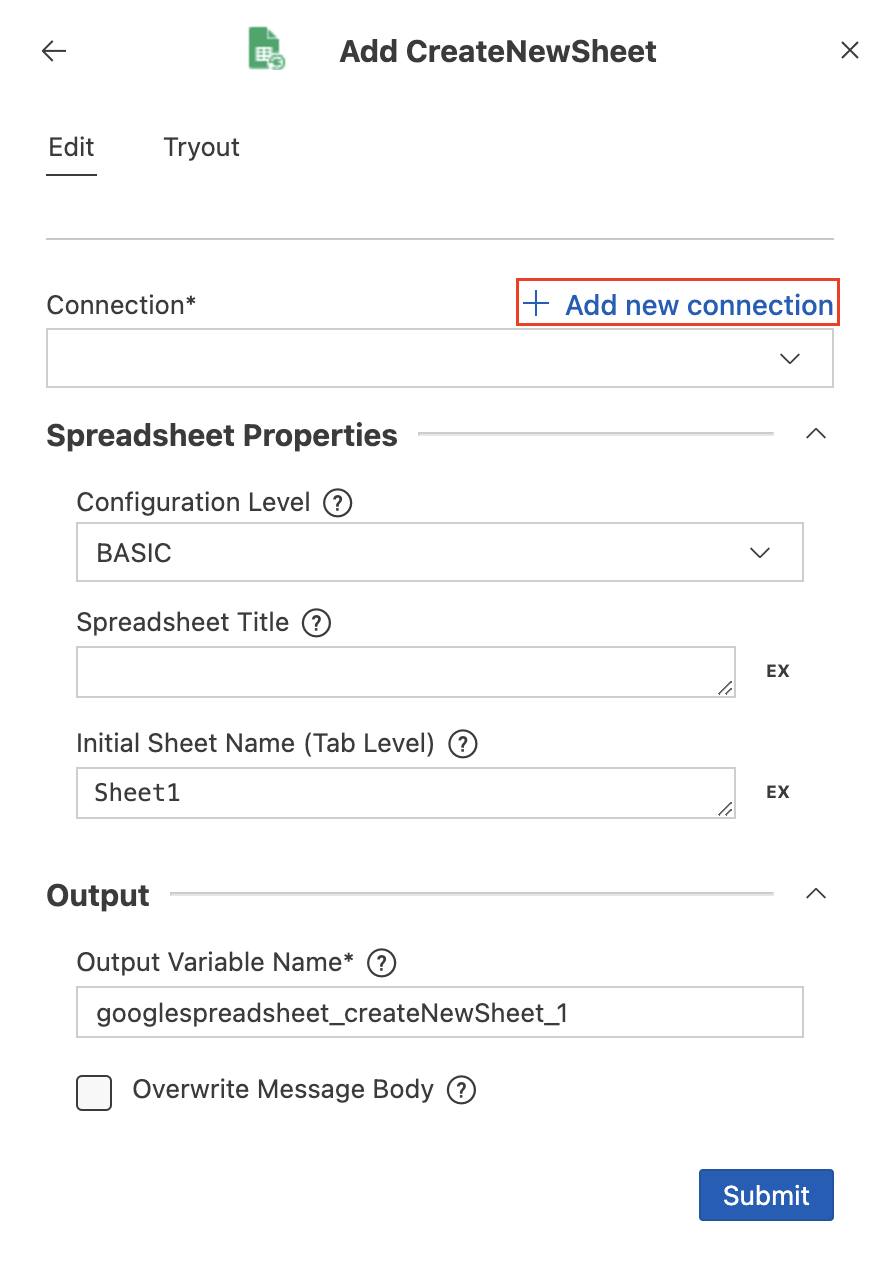 Add CreateNewSheet
Edit Tryout
Connection* + Add new connection
Spreadsheet Properties
Configuration Level ?
BASIC
Spreadsheet Title ?
EX
Initial Sheet Name (Tab Level) ?
Sheet1 EX
Output
Output Variable Name* ?
googlespreadsheet_createNewSheet_1
Overwrite Message Body ?
Submit